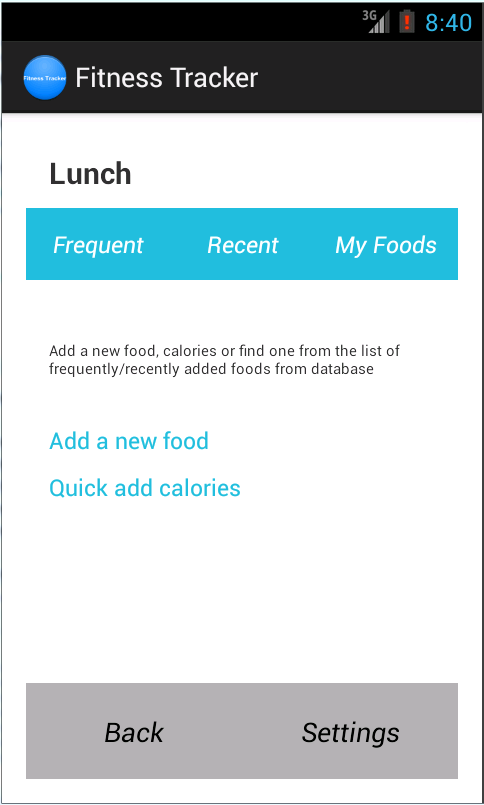 3G
8:40
Fitness Tracker
Fitness Tracker
Lunch
Frequent Recent My Foods
Add a new food, calories or find one from the list of
frequently/recently added foods from database
Add a new food
Quick add calories
Back Settings